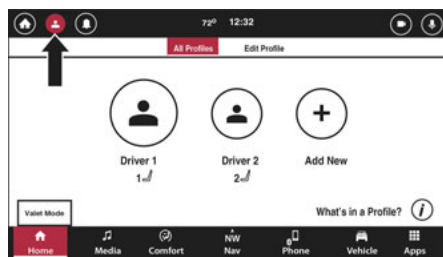 72º 12:32
All Profiles Edit Profile
Driver 1 Driver 2 Add New
1 2
Valet Mode What's in a Profile? i
NW
Home Media Comfort Nav Phone Vehicle Apps